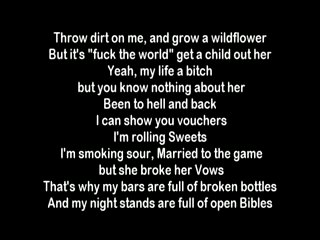 Throw dirt on me, and grow a wildflower
But it's "fuck the world" get a child out her
Yeah, my life a bitch
but you know nothing about her
Been to hell and back
I can show you vouchers
I'm rolling Sweets
I'm smoking sour, Married to the game
but she broke her Vows
That's why my bars are full of broken bottles
And my night stands are full of open Bibles